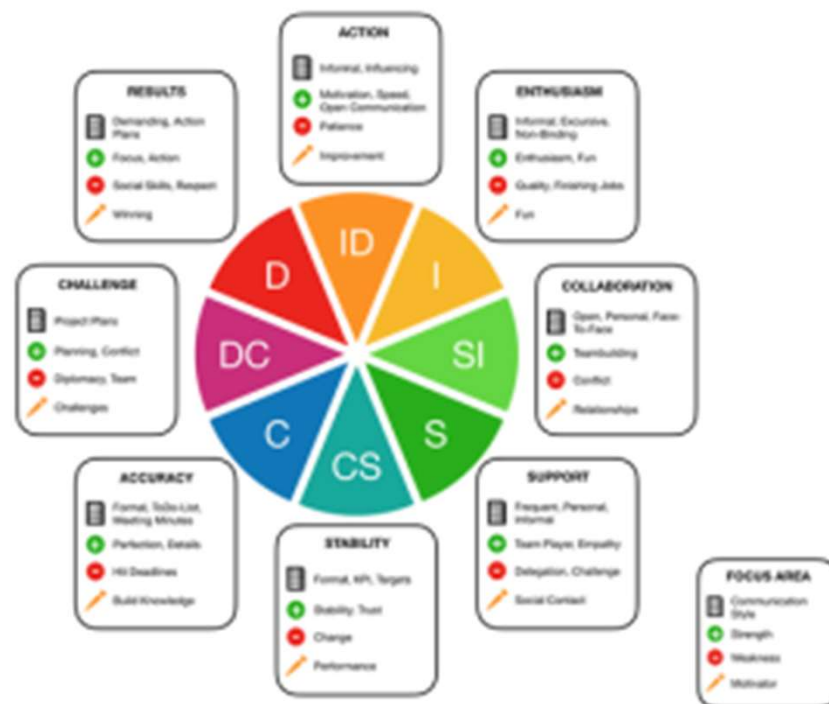 ACTION
Informal, Influencing
Motivation, Speed,
Open Communication
Patience
Improvement
RESULTS
Demanding, Action
Plans
Focus, Action
Social Skills, Respect
Winning
ENTHUSIASM
Informal, Excursive,
Non-Binding
Enthusiasm, Fun
Quality, Finishing Jobs
Fun
CHALLENGE
Project Plans
Planning, Conflict
Diplomacy, Team
Challenges
D
ID
I
DC
SI
C
CS
S
COLLABORATION
Open, Personal, Face-
To-Face
Teambuilding
Conflict
Relationships
ACCURACY
Formal, ToDo-List,
Meeting Minutes
Perfection, Details
Hit Deadlines
Build Knowledge
STABILITY
Formal, KPI, Targets
Stability, Trust
Change
Performance
SUPPORT
Frequent, Personal,
Informal
Team Player, Empathy
Delegation, Challenge
Social Contact
FOCUS AREA
Communication
Style
Strength
Weakness
Motivator